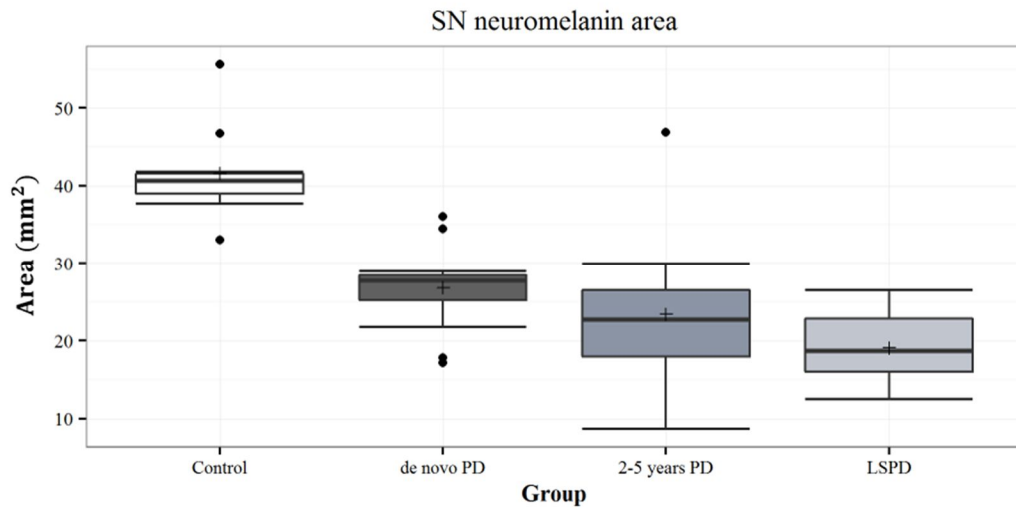 SN neuromelanin area
Area (mm²)
50
40
30
20
10
Control
de novo PD
2-5 years PD
LSPD
Group